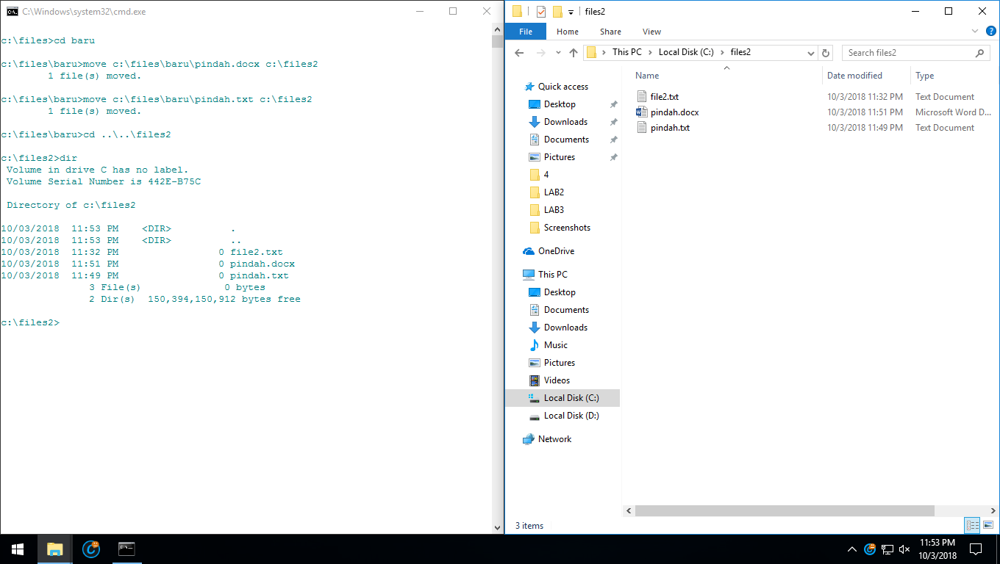 C:\Windows\system32\cmd.exe
c:\files>cd baru
c:\files\baru>move c:\files\baru\pindah.docx c:\files2
        1 file(s) moved.
c:\files\baru>move c:\files\baru\pindah.txt c:\files2
        1 file(s) moved.
c:\files\baru>cd ..\..\files2
c:\files2>dir
 Volume in drive C has no label.
 Volume Serial Number is 442E-B75C
 Directory of c:\files2
10/03/2018  11:53 PM    <DIR>          .
10/03/2018  11:53 PM    <DIR>          ..
10/03/2018  11:32 PM                 0 file2.txt
10/03/2018  11:51 PM                 0 pindah.docx
10/03/2018  11:49 PM                 0 pindah.txt
               3 File(s)              0 bytes
               2 Dir(s)  150,394,150,912 bytes free
c:\files2>
files2
File Home Share View
This PC > Local Disk (C:) > files2
Search files2
Quick access
Desktop
Downloads
Documents
Pictures
4
LAB2
LAB3
Screenshots
OneDrive
This PC
Desktop
Documents
Downloads
Music
Pictures
Videos
Local Disk (C:)
Local Disk (D:)
Network
Name Date modified Type
file2.txt 10/3/2018 11:32 PM Text Document
pindah.docx 10/3/2018 11:51 PM Microsoft Word D...
pindah.txt 10/3/2018 11:49 PM Text Document
3 items
11:53 PM
10/3/2018